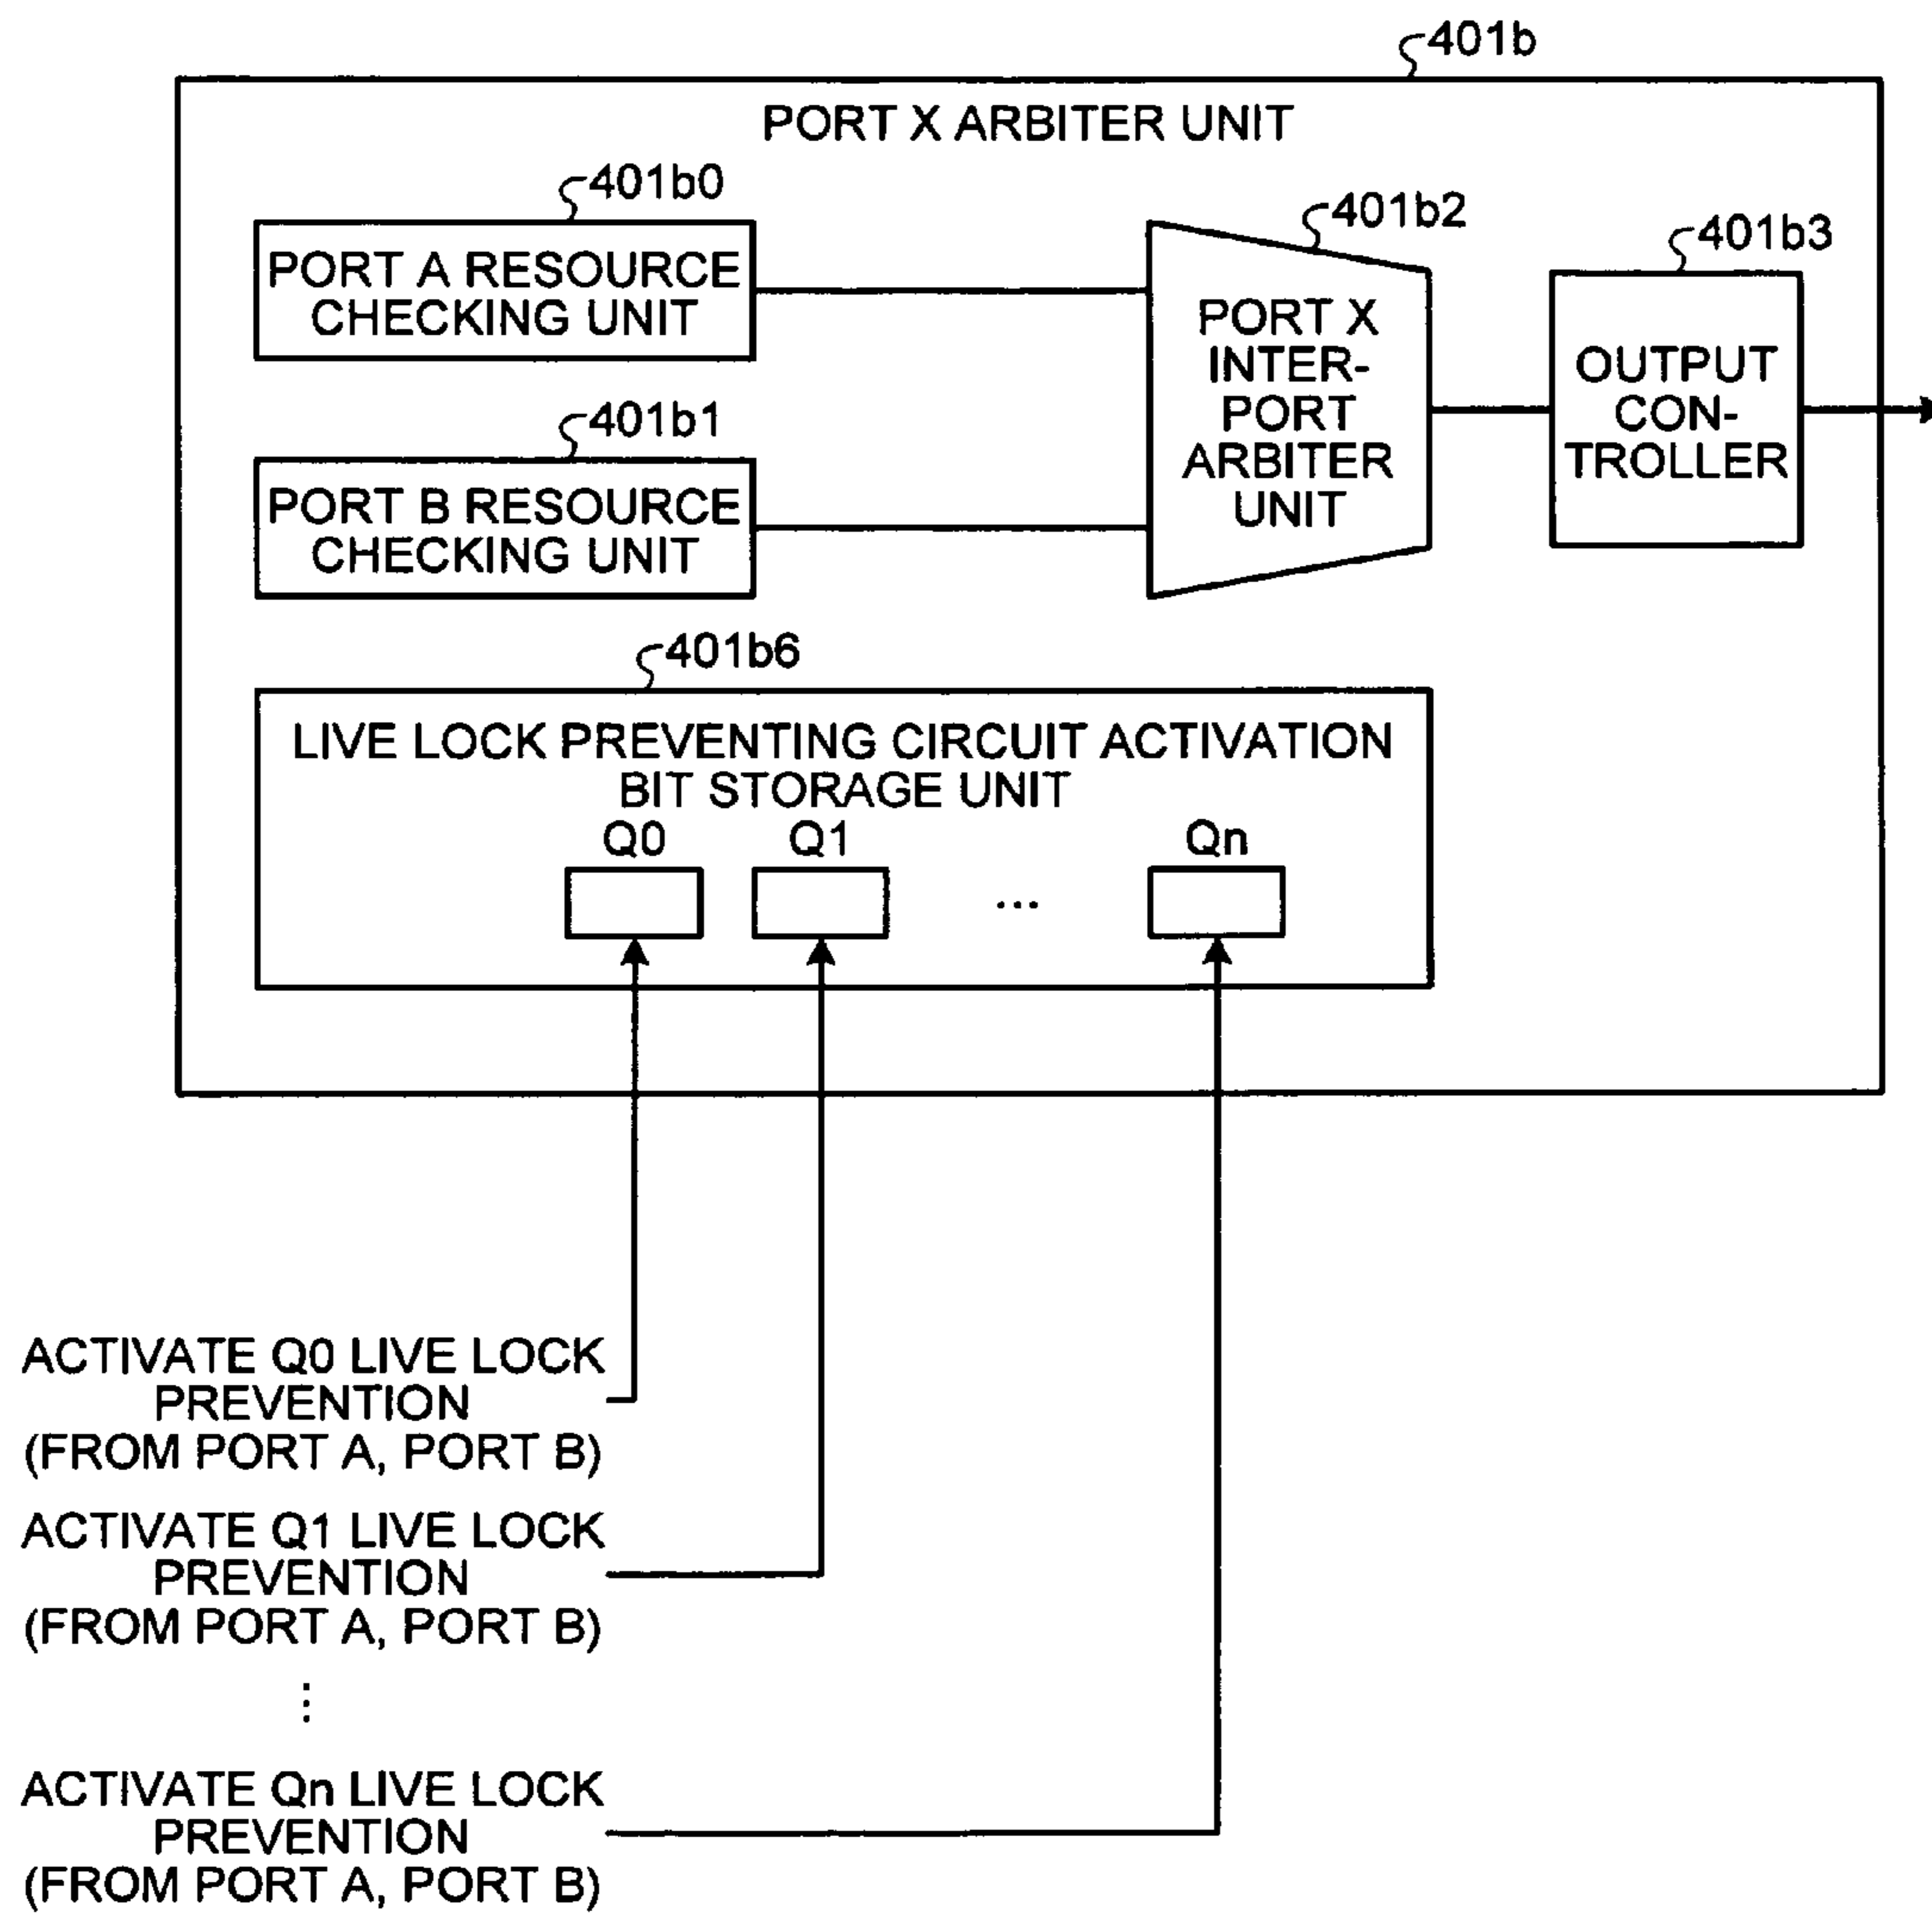 401b
PORT X ARBITER UNIT
401b0
PORT A RESOURCE
CHECKING UNIT
401b1
PORT B RESOURCE
CHECKING UNIT
401b2
PORT X
INTER-
PORT
ARBITER
UNIT
401b3
OUTPUT
CON-
TROLLER
401b6
LIVE LOCK PREVENTING CIRCUIT ACTIVATION
BIT STORAGE UNIT
Q0 Q1 ... Qn
ACTIVATE Q0 LIVE LOCK
PREVENTION
(FROM PORT A, PORT B)
ACTIVATE Q1 LIVE LOCK
PREVENTION
(FROM PORT A, PORT B)
⋮
ACTIVATE Qn LIVE LOCK
PREVENTION
(FROM PORT A, PORT B)